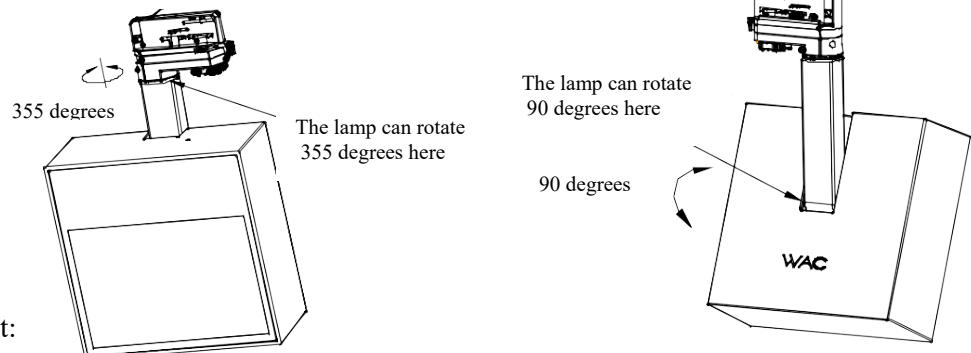 355 degrees
The lamp can rotate
355 degrees here
The lamp can rotate
90 degrees here
90 degrees
WAC
t: